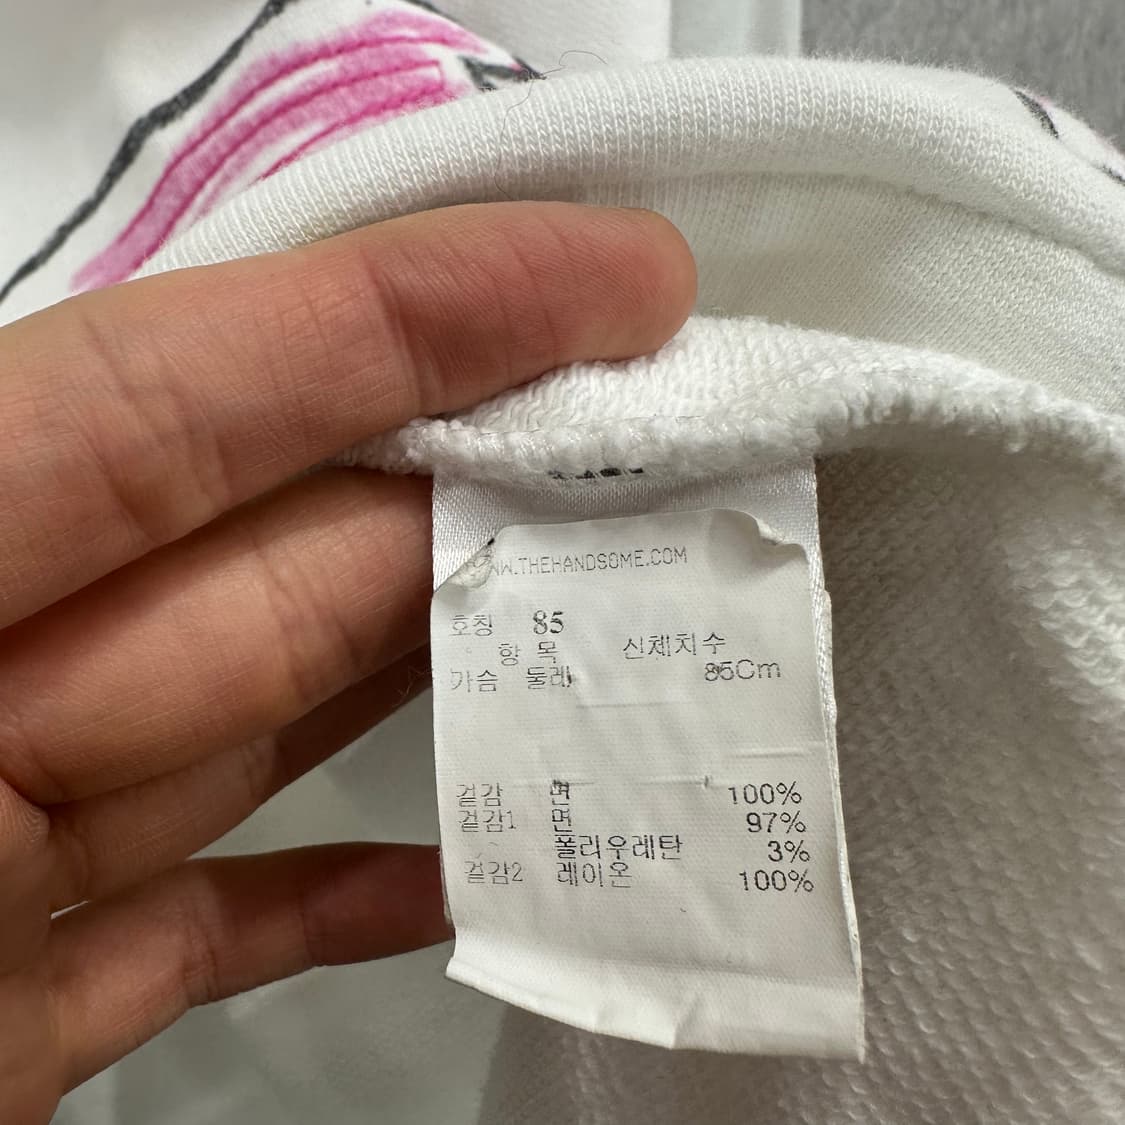 WWW.THEHANDSOME.COM
호칭 85
항 목 신체치수
가슴 둘레 85Cm
겉감 면 100%
겉감1 면 97%
폴리우레탄 3%
겉감2 레이온 100%